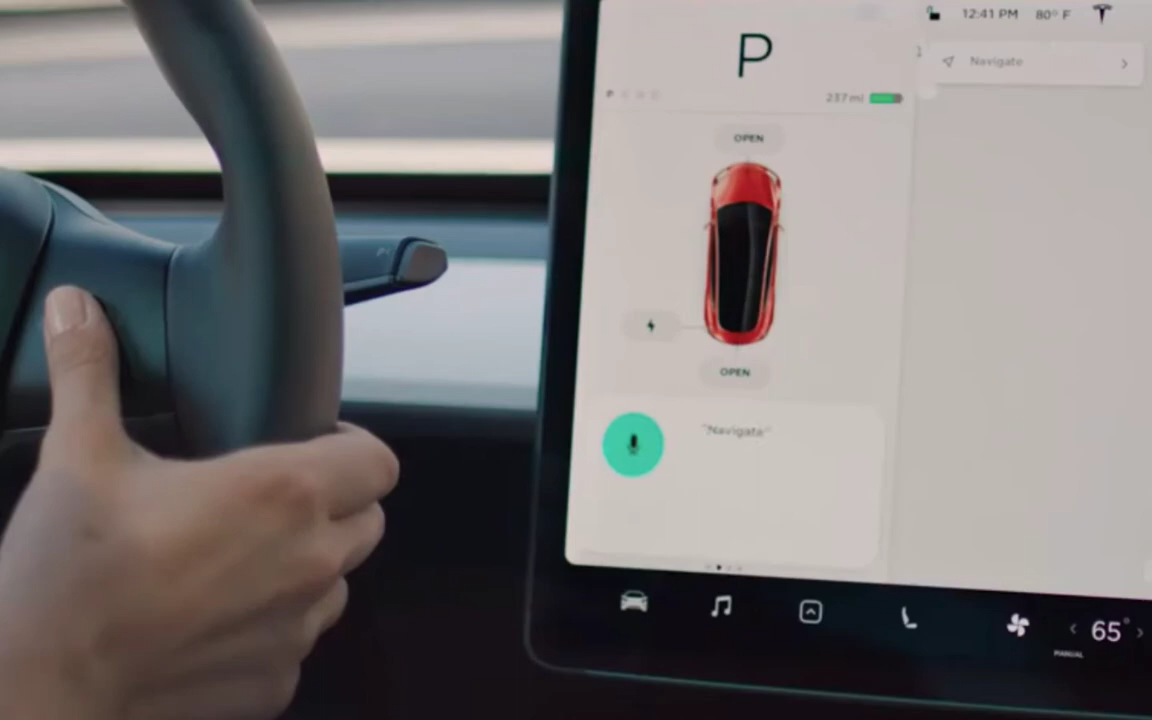 12:41 PM 80° F
P
Navigate
237 mi
OPEN
OPEN
"Navigate"
65°
MANUAL